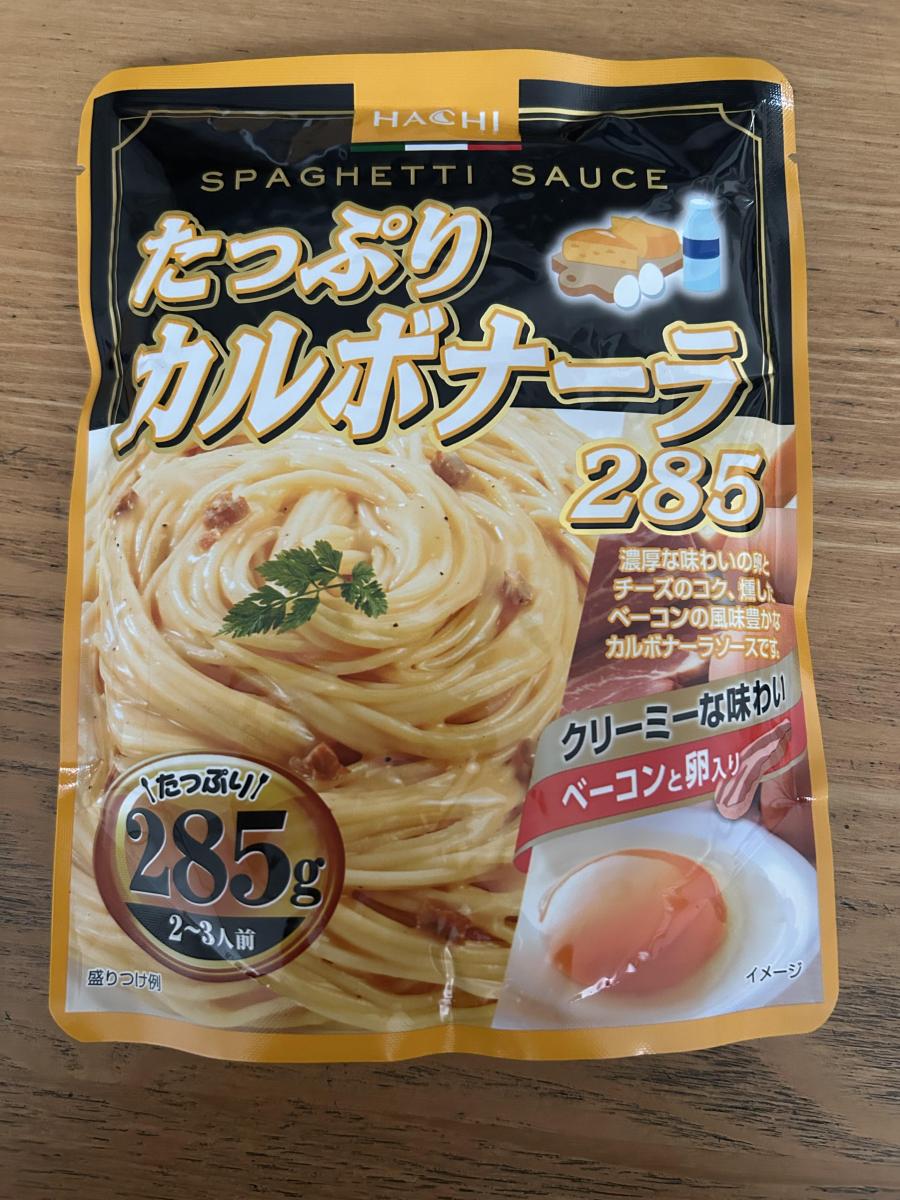 HACHI
SPAGHETTI SAUCE
たっぷり
カルボナーラ
285
濃厚な味わいの卵と
チーズのコク、燻した
ベーコンの風味豊かな
カルボナーラソースです。
クリーミーな味わい
ベーコンと卵入り
たっぷり
285g
2〜3人前
盛りつけ例
イメージ